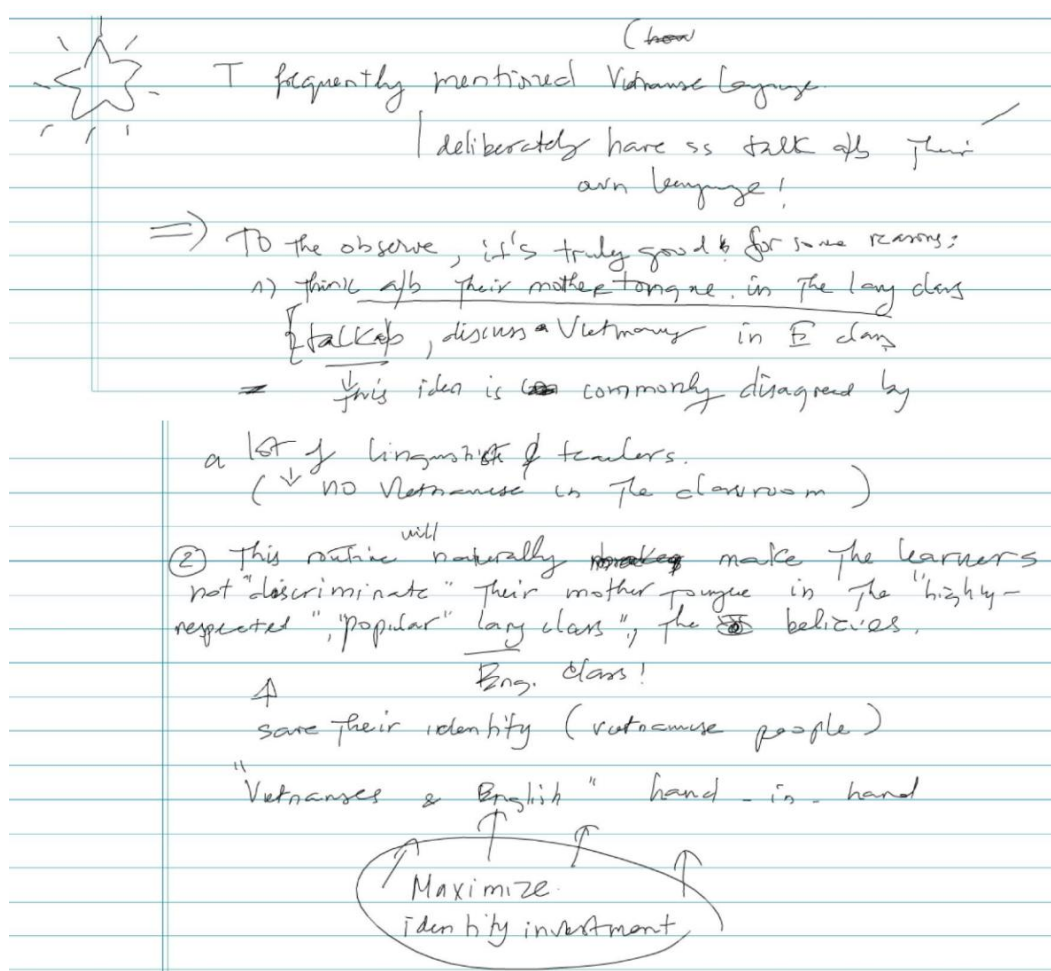 (how
T frequently mentioned Vietnamese Language.
I deliberately have ss talk a/b their
own language!
=> To the observe, it's truly good for some reasons:
1) Think a/b their mother tongue in the lang class
talk a/b, discuss Vietnamese in E class
↓ This idea is commonly disagreed by
a lot of linguistist & teachers.
(↓ no Vietnamese in the classroom)
will
② This routine naturally make the learners
not "discriminate" their mother tongue in the "highly-
respected", "popular" lang class", the believes.
Eng. class!
save their identity (vietnamese people)
"Vietnamses & English" hand-in-hand
Maximize
identity investment